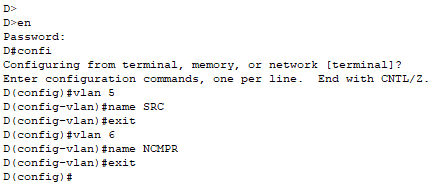 D>
D>en
Password:
D#confi
Configuring from terminal, memory, or network [terminal]?
Enter configuration commands, one per line.  End with CNTL/Z.
D(config)#vlan 5
D(config-vlan)#name SRC
D(config-vlan)#exit
D(config)#vlan 6
D(config-vlan)#name NCMPR
D(config-vlan)#exit
D(config)#